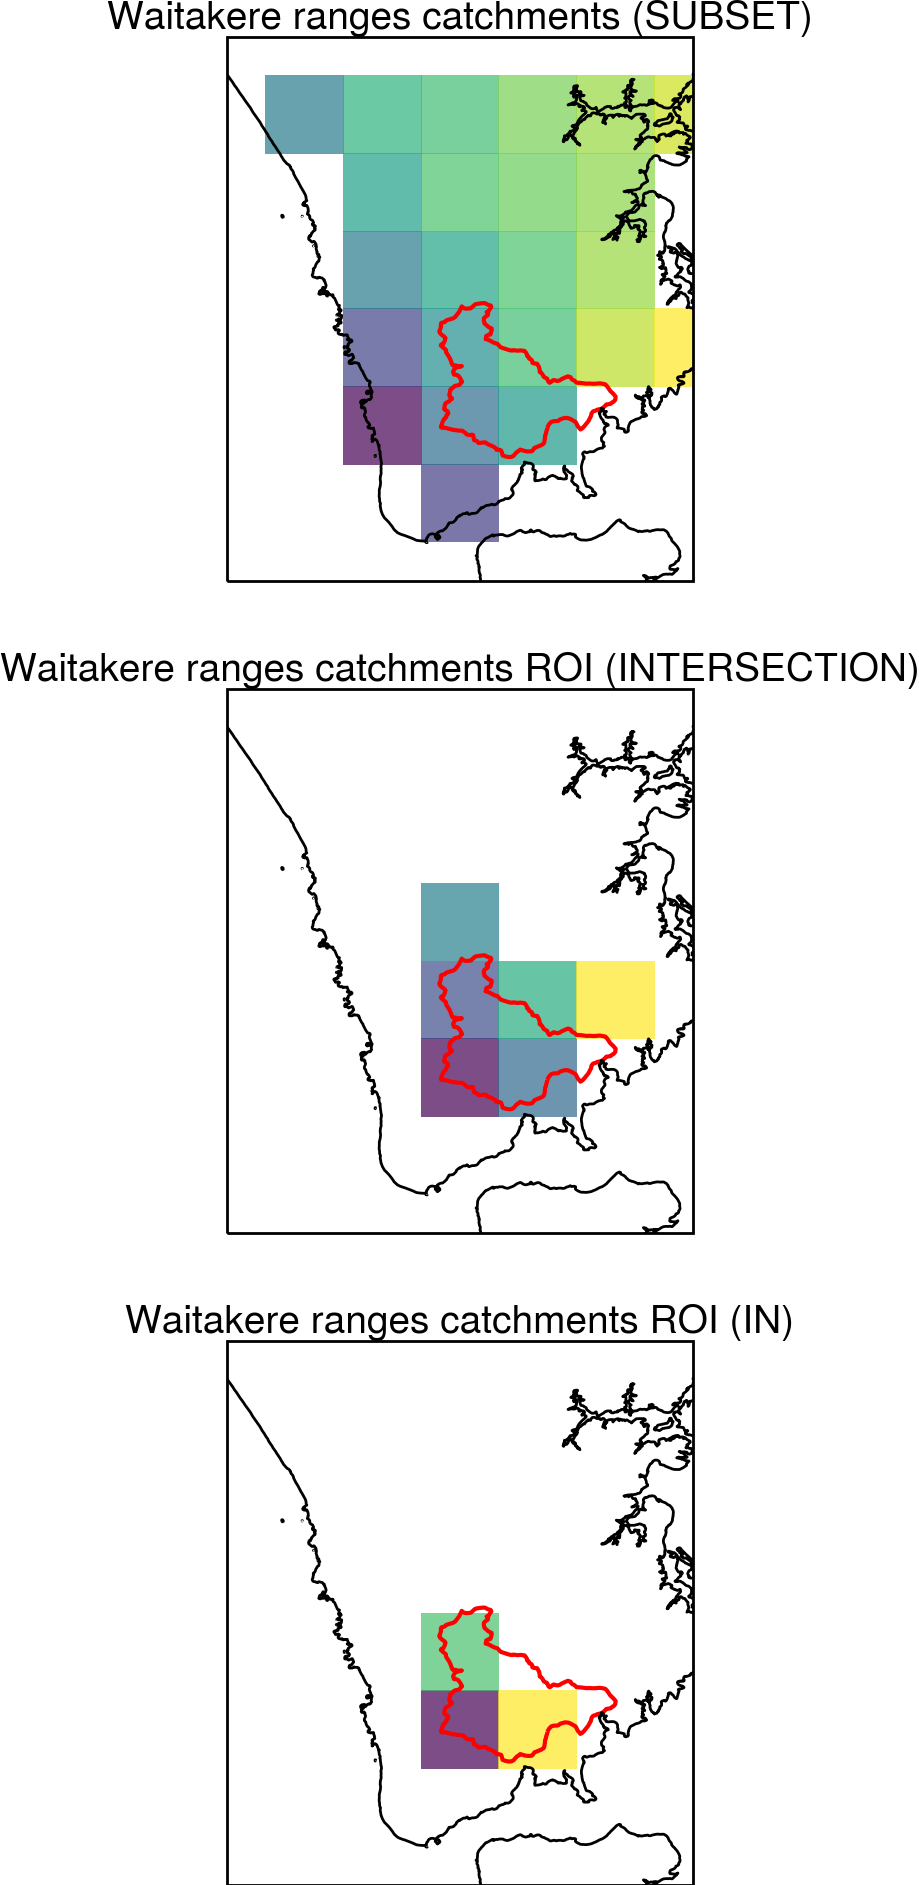 Waitakere ranges catchments (SUBSET)
Waitakere ranges catchments ROI (INTERSECTION)
Waitakere ranges catchments ROI (IN)